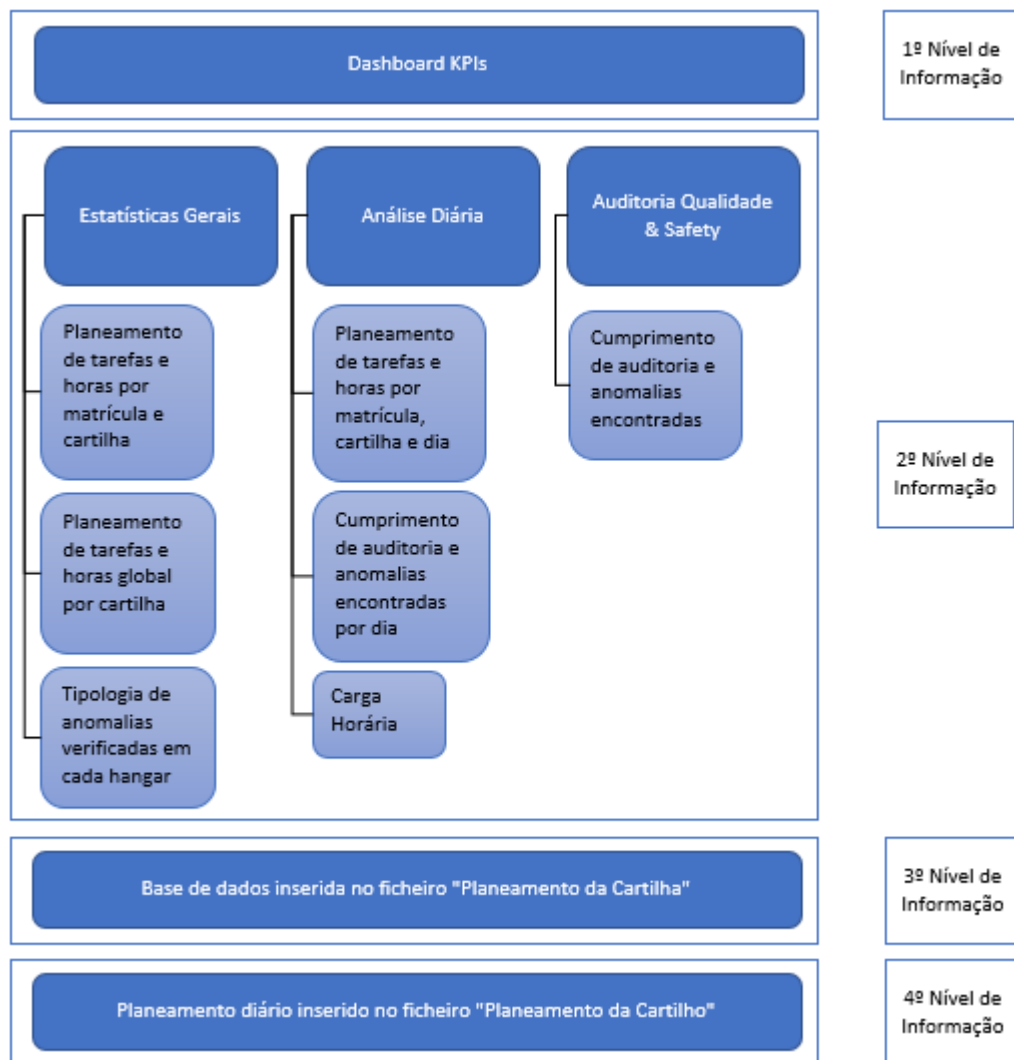 Dashboard KPIs
1º Nível de
Informação
Estatísticas Gerais
Planeamento
de tarefas e
horas por
matrícula e
cartilha
Planeamento
de tarefas e
horas global
por cartilha
Tipologia de
anomalias
verificadas em
cada hangar
Análise Diária
Planeamento
de tarefas e
horas por
matrícula,
cartilha e dia
Cumprimento
de auditoria e
anomalias
encontradas
por dia
Carga
Horária
Auditoria Qualidade
& Safety
Cumprimento
de auditoria e
anomalias
encontradas
2º Nível de
Informação
Base de dados inserida no ficheiro "Planeamento da Cartilha"
3º Nível de
Informação
Planeamento diário inserido no ficheiro "Planeamento da Cartilho"
4º Nível de
Informação